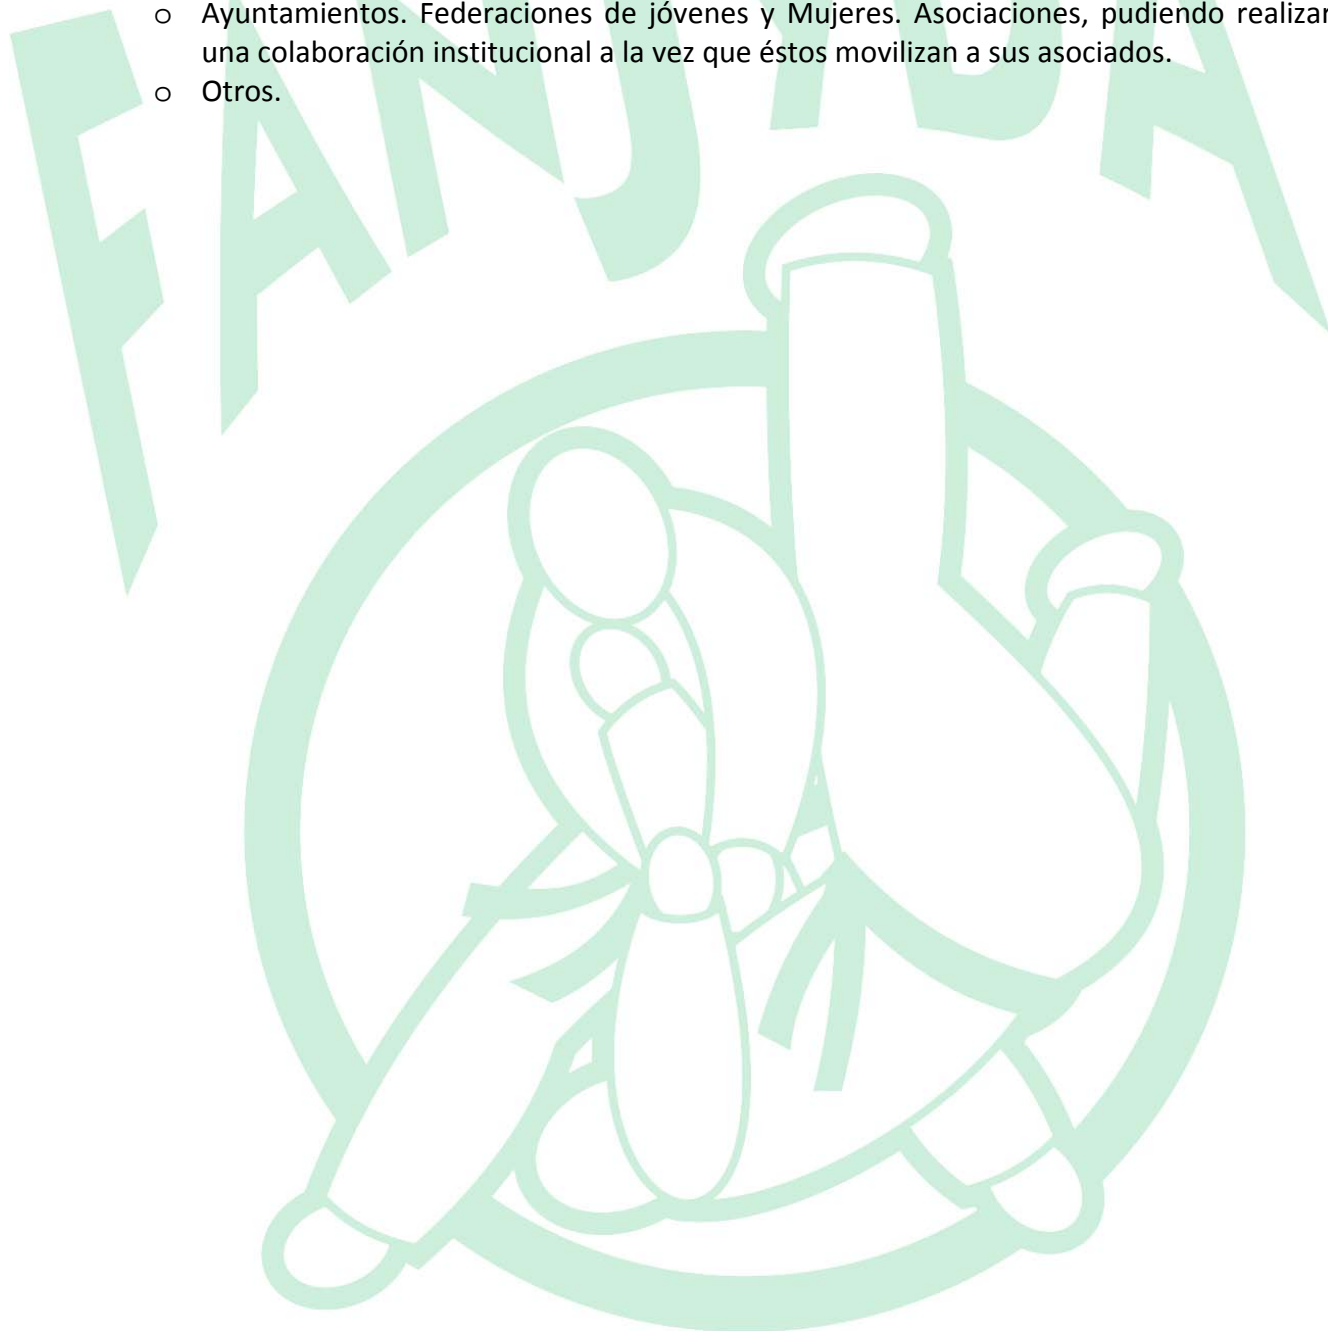 o Ayuntamientos. Federaciones de jóvenes y Mujeres. Asociaciones, pudiendo realizar
una colaboración institucional a la vez que éstos movilizan a sus asociados.
o Otros.
FANJYDA